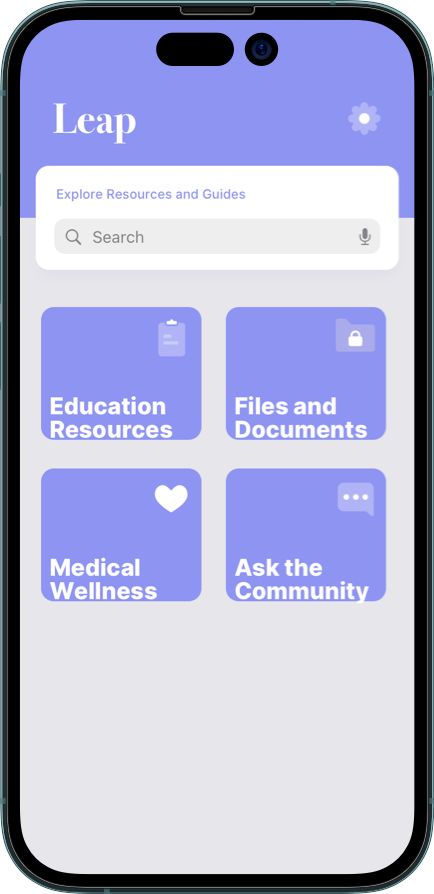 Leap
Explore Resources and Guides
Search
Education
Resources
Files and
Documents
Medical
Wellness
Ask the
Community